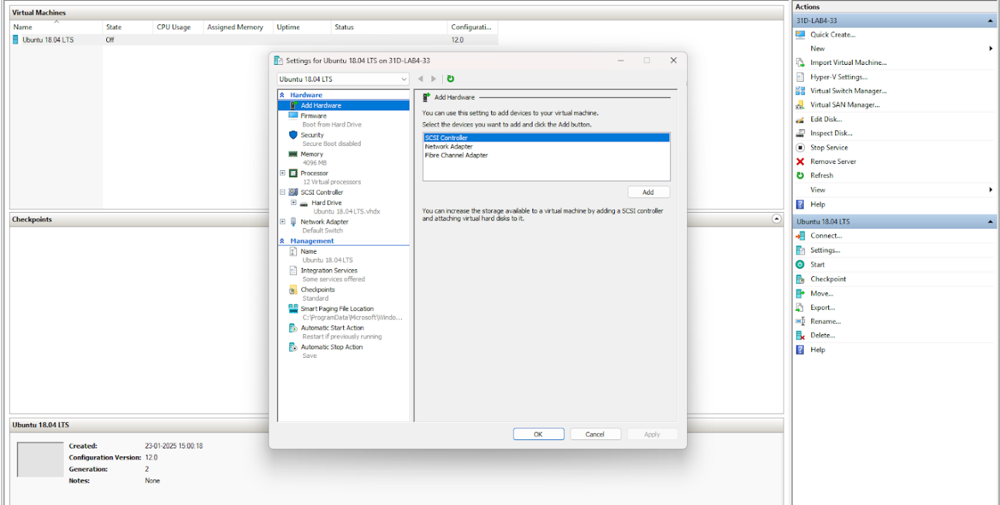 Virtual Machines
Name State CPU Usage Assigned Memory Uptime Status Configurati...
Ubuntu 18.04 LTS Off 12.0
Checkpoints
Ubuntu 18.04 LTS
Created: 23-01-2025 15:00:18
Configuration Version: 12.0
Generation: 2
Notes: None
Settings for Ubuntu 18.04 LTS on 31D-LAB4-33
Ubuntu 18.04 LTS
Hardware
Add Hardware
Firmware
Boot from Hard Drive
Security
Secure Boot disabled
Memory
4096 MB
Processor
12 Virtual processors
SCSI Controller
Hard Drive
Ubuntu 18.04 LTS.vhdx
Network Adapter
Default Switch
Management
Name
Ubuntu 18.04 LTS
Integration Services
Some services offered
Checkpoints
Standard
Smart Paging File Location
C:\ProgramData\Microsoft\Windo...
Automatic Start Action
Restart if previously running
Automatic Stop Action
Save
Add Hardware
You can use this setting to add devices to your virtual machine.
Select the devices you want to add and click the Add button.
SCSI Controller
Network Adapter
Fibre Channel Adapter
Add
You can increase the storage available to a virtual machine by adding a SCSI controller
and attaching virtual hard disks to it.
OK Cancel Apply
Actions
31D-LAB4-33
Quick Create...
New
Import Virtual Machine...
Hyper-V Settings...
Virtual Switch Manager...
Virtual SAN Manager...
Edit Disk...
Inspect Disk...
Stop Service
Remove Server
Refresh
View
Help
Ubuntu 18.04 LTS
Connect...
Settings...
Start
Checkpoint
Move...
Export...
Rename...
Delete...
Help